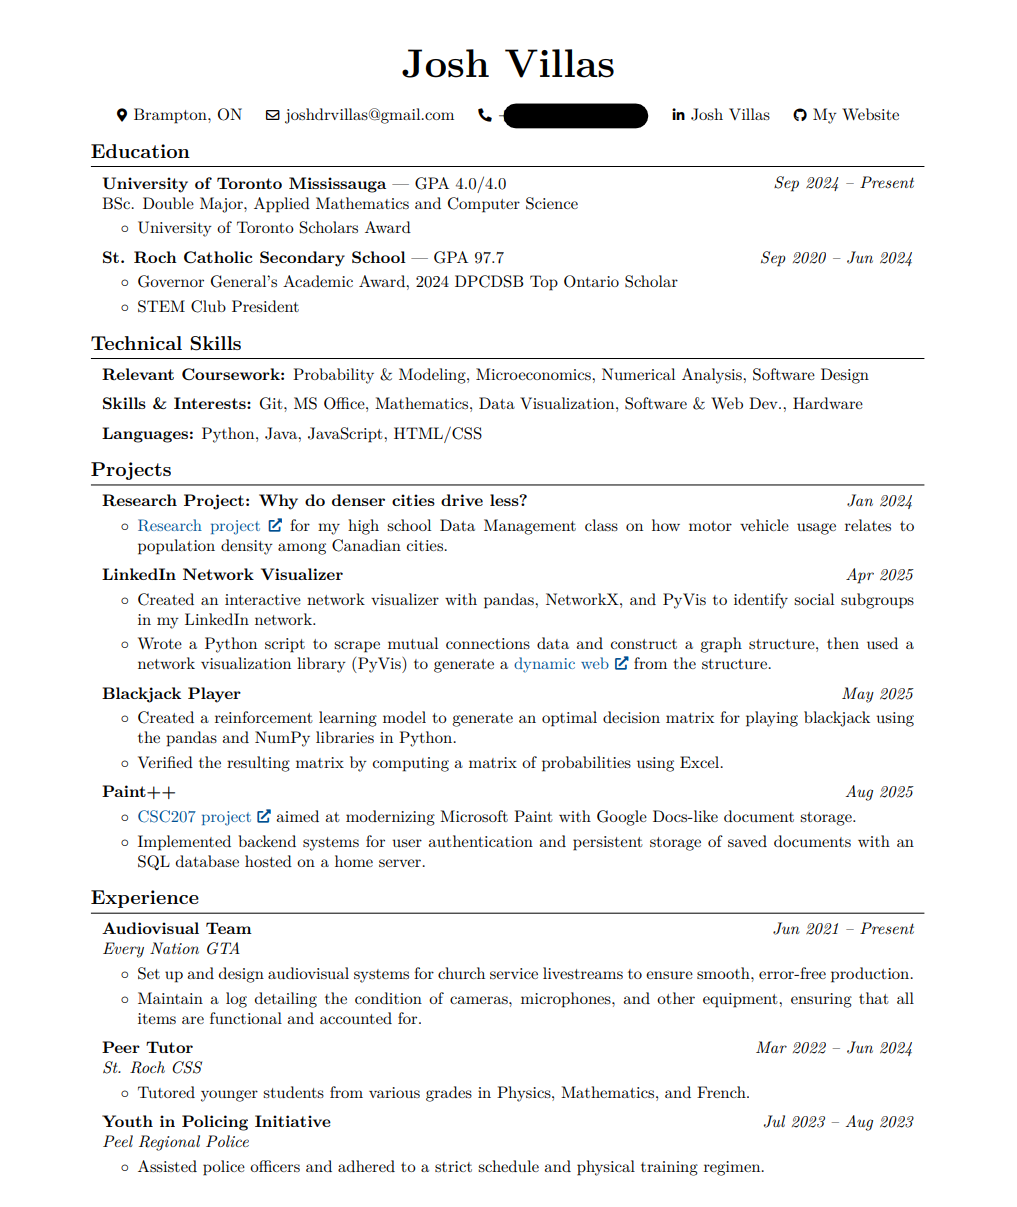 Josh Villas
Brampton, ON joshdrvillas@gmail.com Josh Villas My Website
Education
University of Toronto Mississauga — GPA 4.0/4.0 Sep 2024 – Present
BSc. Double Major, Applied Mathematics and Computer Science
University of Toronto Scholars Award
St. Roch Catholic Secondary School — GPA 97.7 Sep 2020 – Jun 2024
Governor General's Academic Award, 2024 DPCDSB Top Ontario Scholar
STEM Club President
Technical Skills
Relevant Coursework: Probability & Modeling, Microeconomics, Numerical Analysis, Software Design
Skills & Interests: Git, MS Office, Mathematics, Data Visualization, Software & Web Dev., Hardware
Languages: Python, Java, JavaScript, HTML/CSS
Projects
Research Project: Why do denser cities drive less? Jan 2024
Research project for my high school Data Management class on how motor vehicle usage relates to
population density among Canadian cities.
LinkedIn Network Visualizer Apr 2025
Created an interactive network visualizer with pandas, NetworkX, and PyVis to identify social subgroups
in my LinkedIn network.
Wrote a Python script to scrape mutual connections data and construct a graph structure, then used a
network visualization library (PyVis) to generate a dynamic web from the structure.
Blackjack Player May 2025
Created a reinforcement learning model to generate an optimal decision matrix for playing blackjack using
the pandas and NumPy libraries in Python.
Verified the resulting matrix by computing a matrix of probabilities using Excel.
Paint++ Aug 2025
CSC207 project aimed at modernizing Microsoft Paint with Google Docs-like document storage.
Implemented backend systems for user authentication and persistent storage of saved documents with an
SQL database hosted on a home server.
Experience
Audiovisual Team Jun 2021 – Present
Every Nation GTA
Set up and design audiovisual systems for church service livestreams to ensure smooth, error-free production.
Maintain a log detailing the condition of cameras, microphones, and other equipment, ensuring that all
items are functional and accounted for.
Peer Tutor Mar 2022 – Jun 2024
St. Roch CSS
Tutored younger students from various grades in Physics, Mathematics, and French.
Youth in Policing Initiative Jul 2023 – Aug 2023
Peel Regional Police
Assisted police officers and adhered to a strict schedule and physical training regimen.